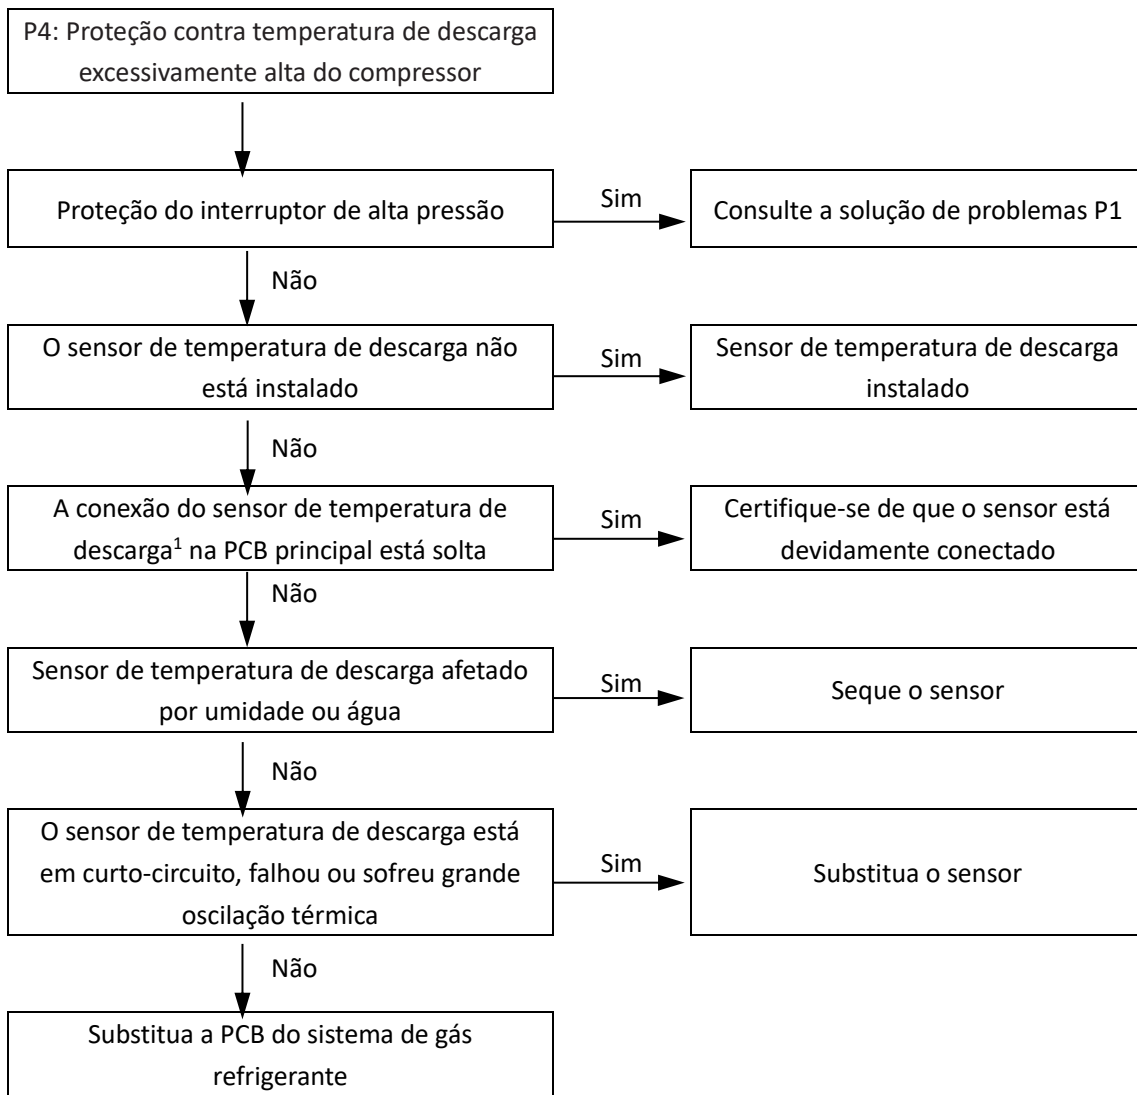 P4: Proteção contra temperatura de descarga
excessivamente alta do compressor
Proteção do interruptor de alta pressão
Sim
Consulte a solução de problemas P1
Não
O sensor de temperatura de descarga não
está instalado
Sim
Sensor de temperatura de descarga
instalado
Não
A conexão do sensor de temperatura de
descarga¹ na PCB principal está solta
Sim
Certifique-se de que o sensor está
devidamente conectado
Não
Sensor de temperatura de descarga afetado
por umidade ou água
Sim
Seque o sensor
Não
O sensor de temperatura de descarga está
em curto-circuito, falhou ou sofreu grande
oscilação térmica
Sim
Substitua o sensor
Não
Substitua a PCB do sistema de gás
refrigerante